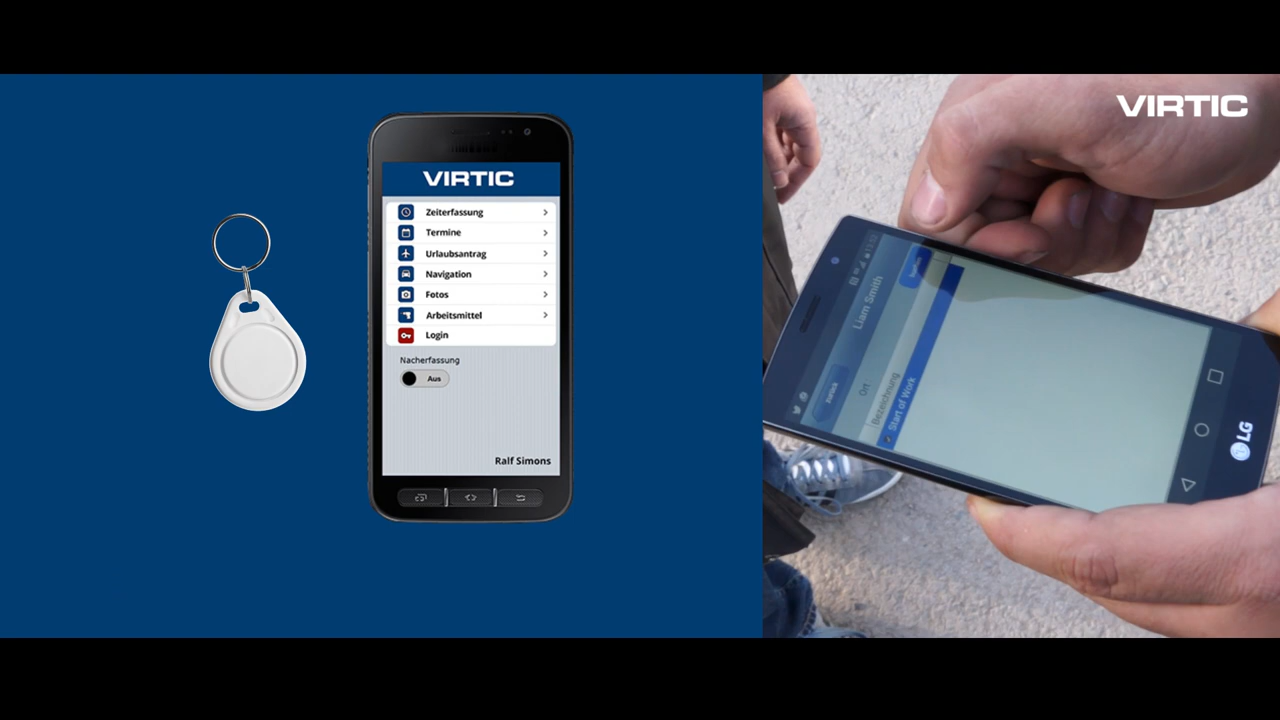 VIRTIC
Zeiterfassung
Termine
Urlaubsantrag
Navigation
Fotos
Arbeitsmittel
Login
Nacherfassung
Aus
Ralf Simons
VIRTIC
Liam Smith
zurück
Ort
Bezeichnung
Start of Work
LG